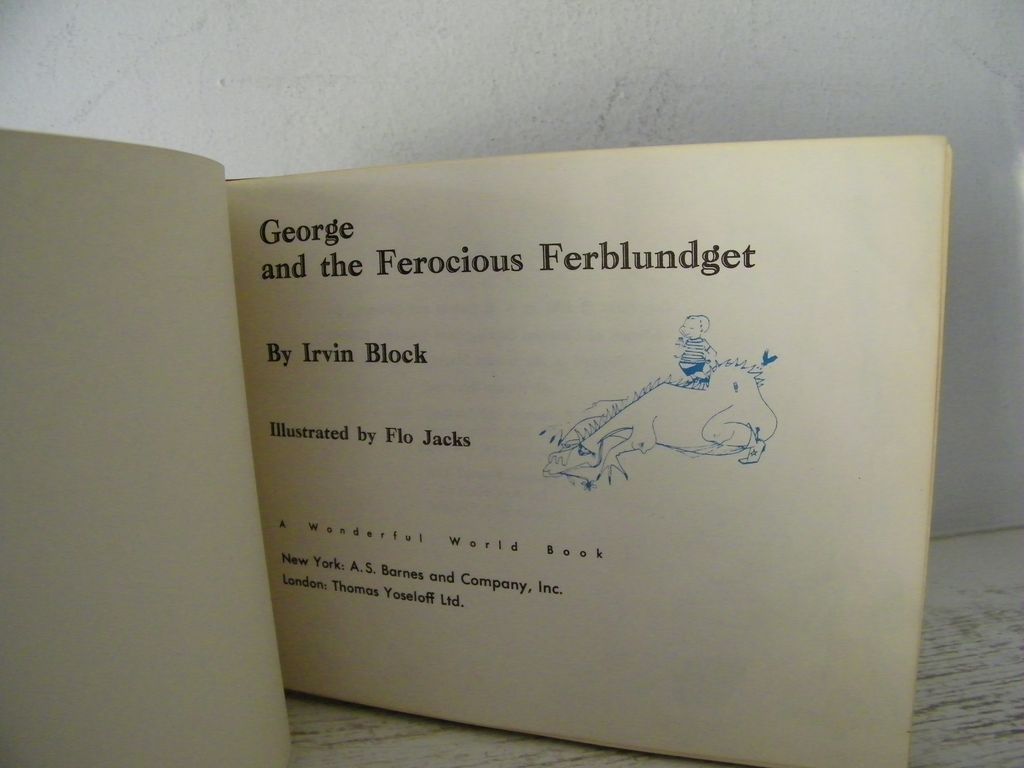 George
and the Ferocious Ferblundget
By Irvin Block
Illustrated by Flo Jacks
A Wonderful World Book
New York: A.S. Barnes and Company, Inc.
London: Thomas Yoseloff Ltd.